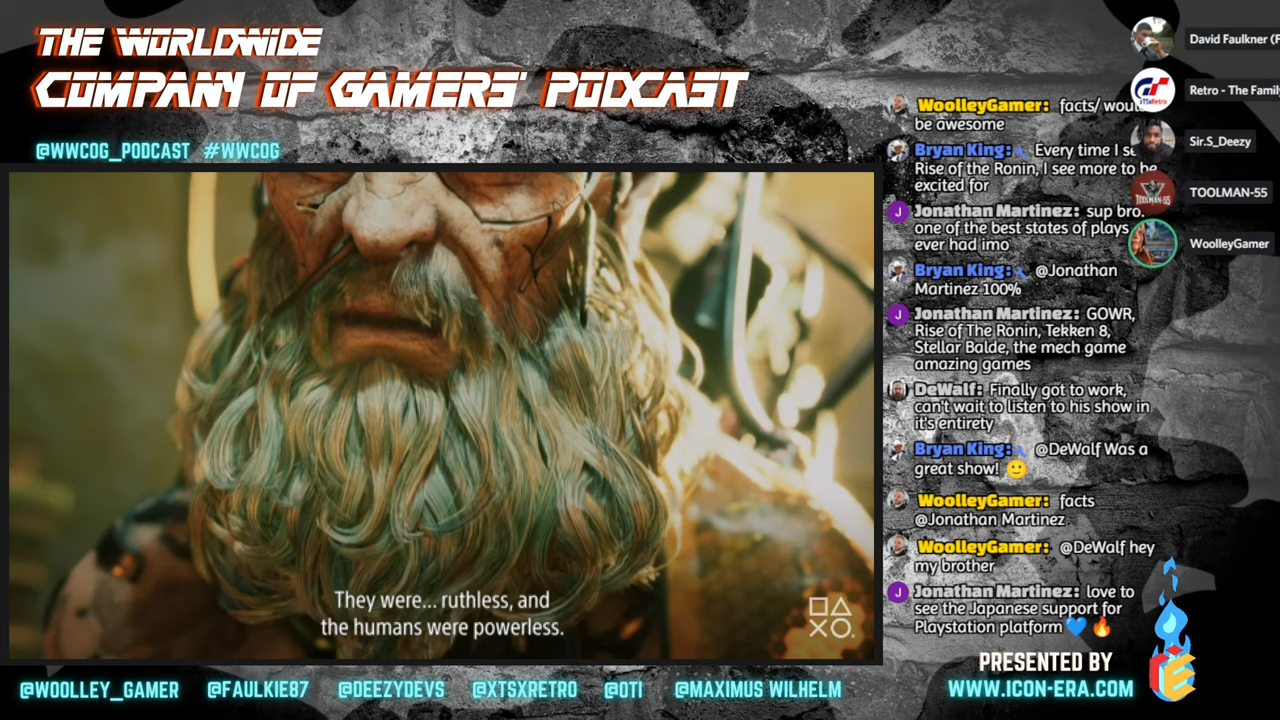 THE WORLDWIDE
COMPANY OF GAMERS' PODCAST
@WWCOG_PODCAST #WWCOG
They were... ruthless, and
the humans were powerless.
WoolleyGamer: facts/
be awesome
Bryan King: Every time I
Rise of the Ronin, I see more to be
excited for
Jonathan Martinez: sup bro.
one of the best states of plays
ever had imo
Bryan King: @Jonathan
Martinez 100%
Jonathan Martinez: GOWR,
Rise of The Ronin, Tekken 8,
Stellar Balde, the mech game
amazing games
DeWalf: Finally got to work,
can't wait to listen to his show in
it's entirety
Bryan King: @DeWalf Was a
great show! 🙂
WoolleyGamer: facts
@Jonathan Martinez
WoolleyGamer: @DeWalf hey
my brother
Jonathan Martinez: love to
see the Japanese support for
Playstation platform 💙 🔥
David Faulkner
Retro - The
Sir.S_Deezy
TOOLMAN-55
WoolleyGamer
PRESENTED BY
WWW.ICON-ERA.COM
@WOOLLEY_GAMER @FAULKIE87 @DEEZYDEVS @XTSXRETRO @OTI @MAXIMUS WILHELM